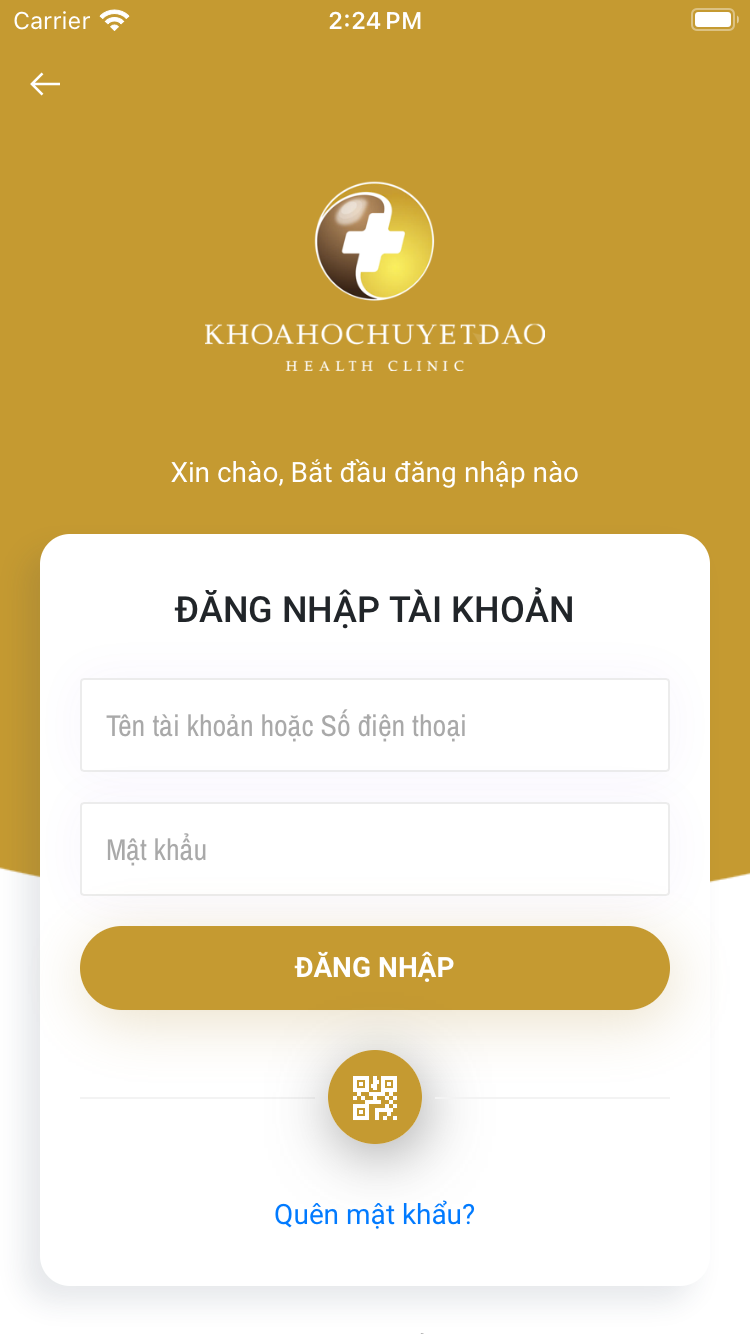 Carrier 2:24 PM
KHOAHOCHUYETDAO
HEALTH CLINIC
Xin chào, Bắt đầu đăng nhập nào
ĐĂNG NHẬP TÀI KHOẢN
Tên tài khoản hoặc Số điện thoại
Mật khẩu
ĐĂNG NHẬP
Quên mật khẩu?